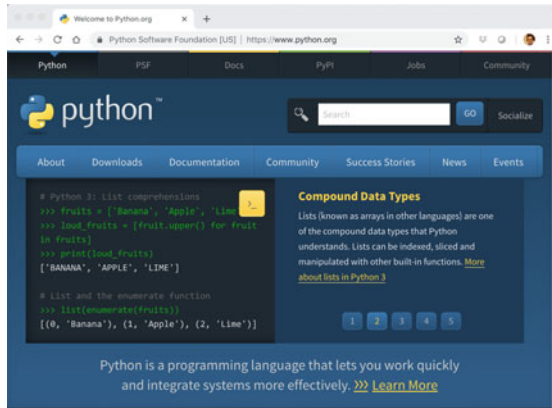 Welcome to Python.org
Python Software Foundation [US] | https://www.python.org
Python PSF Docs PyPI Jobs Community
python™
Search GO Socialize
About Downloads Documentation Community Success Stories News Events
# Python 3: List comprehensions
>>> fruits = ['Banana', 'Apple', 'Lime
>_
>>> loud_fruits = [fruit.upper() for fruit
in fruits]
>>> print(loud_fruits)
['BANANA', 'APPLE', 'LIME']
# List and the enumerate function
>>> list(enumerate(fruits))
[(0, 'Banana'), (1, 'Apple'), (2, 'Lime')]
Compound Data Types
Lists (known as arrays in other languages) are one
of the compound data types that Python
understands. Lists can be indexed, sliced and
manipulated with other built-in functions. More
about lists in Python 3
1 2 3 4 5
Python is a programming language that lets you work quickly
and integrate systems more effectively. >>> Learn More